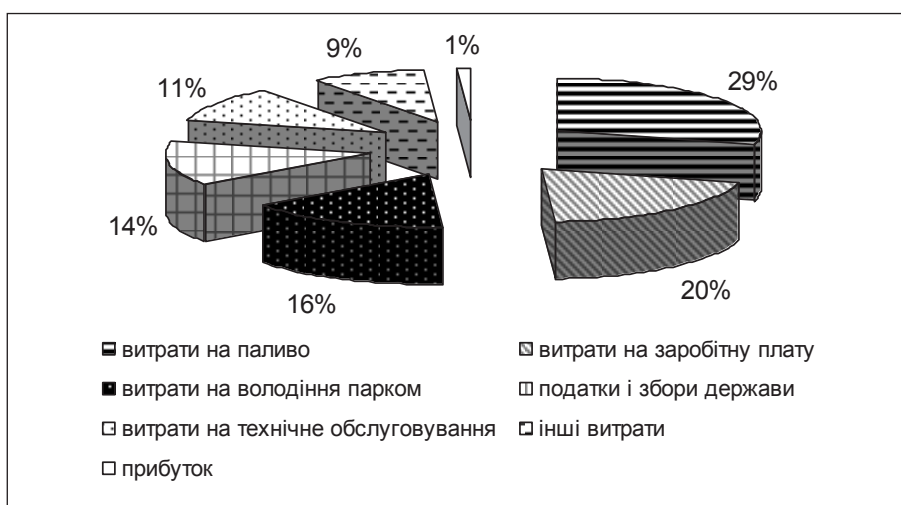 1%
9%
11%
29%
14%
16%
20%
витрати на паливо
витрати на заробітну плату
витрати на володіння парком
податки і збори держави
витрати на технічне обслуговування
інші витрати
прибуток